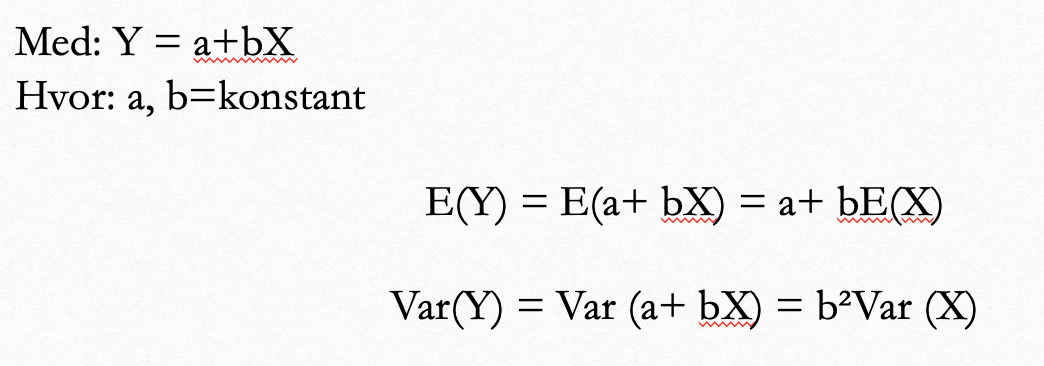 Med: Y = a+bX
Hvor: a, b=konstant
E(Y) = E(a+ bX) = a+ bE(X)
Var(Y) = Var (a+ bX) = b²Var (X)